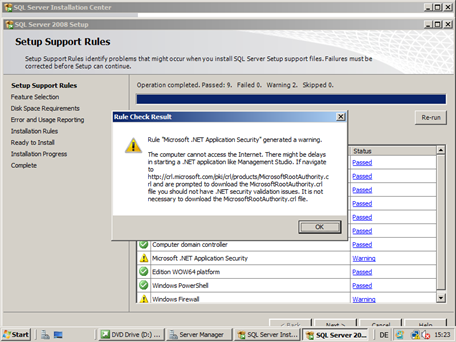 SQL Server Installation Center
SQL Server 2008 Setup
Setup Support Rules
Setup Support Rules identify problems that might occur when you install SQL Server Setup support files. Failures must be
corrected before Setup can continue.
Setup Support Rules
Feature Selection
Disk Space Requirements
Error and Usage Reporting
Installation Rules
Ready to Install
Installation Progress
Complete
Operation completed. Passed: 9. Failed 0. Warning 2. Skipped 0.
Re-run
Rule Check Result
Rule "Microsoft .NET Application Security" generated a warning.
The computer cannot access the Internet. There might be delays
in starting a .NET application like Management Studio. If navigate
to
http://crl.microsoft.com/pki/crl/products/MicrosoftRootAuthority.c
rl and are prompted to download the MicrosoftRootAuthority.crl
file you should not have .NET security validation issues. It is not
necessary to download the MicrosoftRootAuthority.crl file.
OK
Status
Passed
Passed
Passed
Passed
Passed
Passed
Computer domain controller Passed
Microsoft .NET Application Security Warning
Edition WOW64 platform Passed
Windows PowerShell Passed
Windows Firewall Warning
< Back Next > Cancel Help
Start DVD Drive (D:) ... Server Manager SQL Server Inst... SQL Server 20... DE 15:23